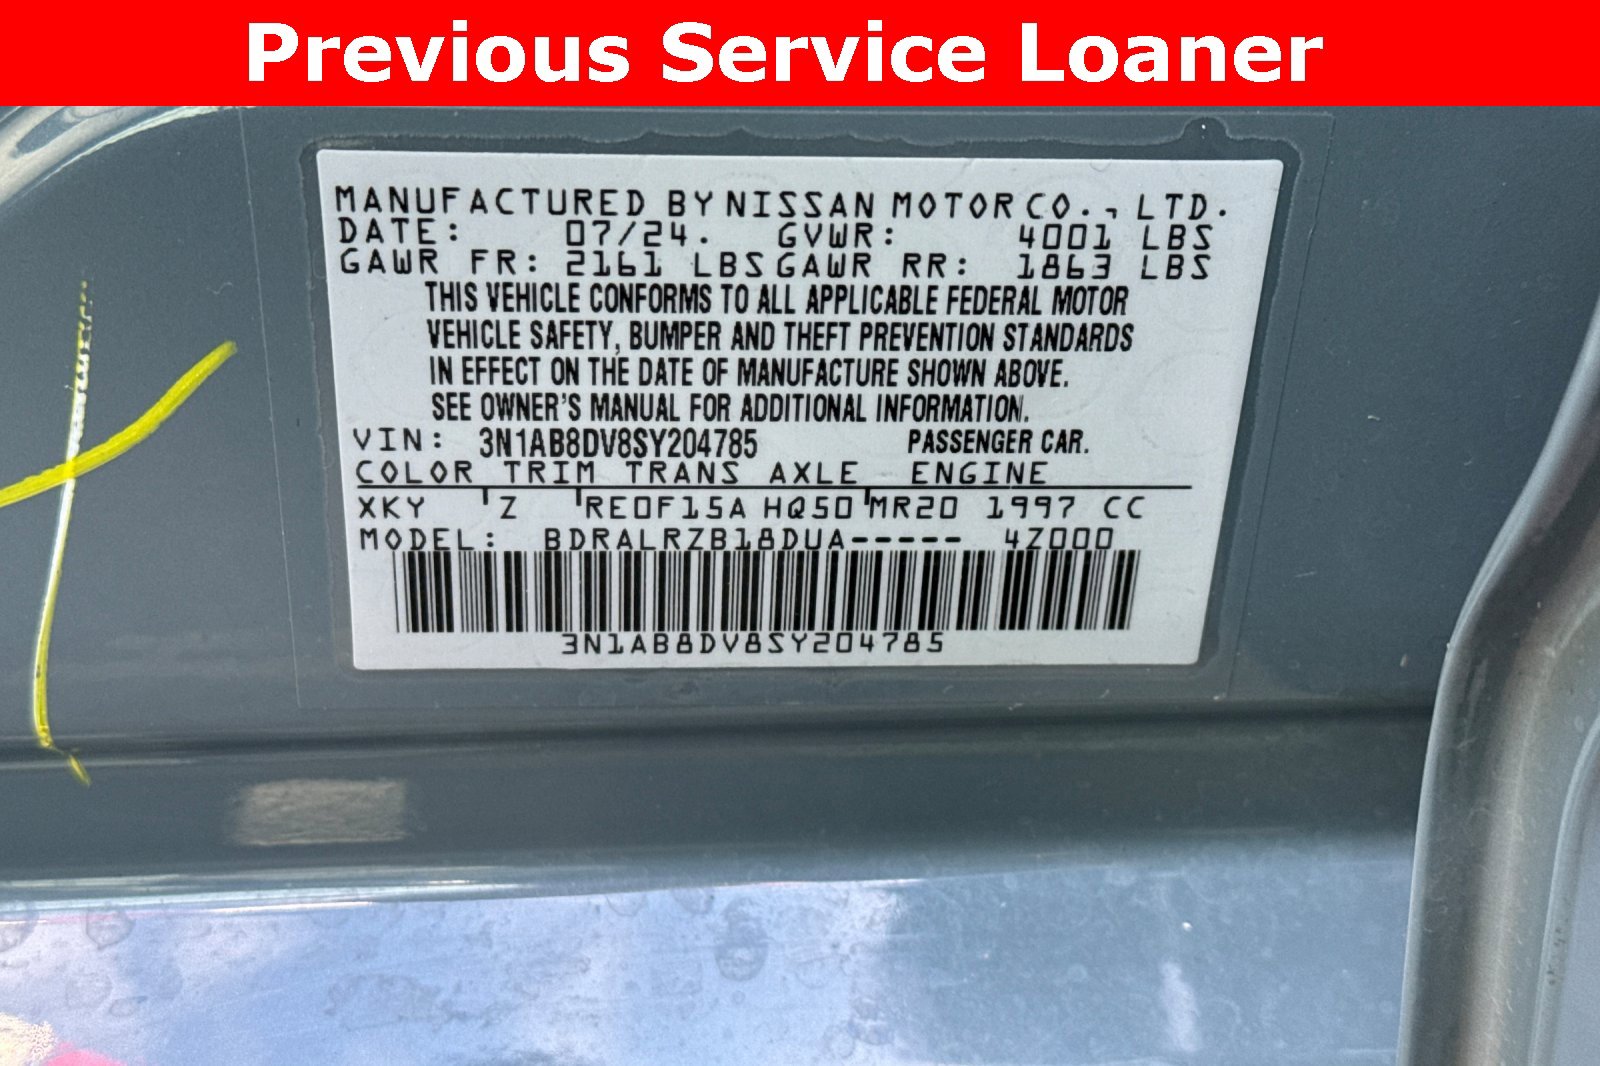 Previous Service Loaner
MANUFACTURED BY NISSAN MOTOR CO., LTD.
DATE: 07/24. GVWR: 4001 LBS
GAWR FR: 2161 LBS GAWR RR: 1863 LBS
THIS VEHICLE CONFORMS TO ALL APPLICABLE FEDERAL MOTOR
VEHICLE SAFETY, BUMPER AND THEFT PREVENTION STANDARDS
IN EFFECT ON THE DATE OF MANUFACTURE SHOWN ABOVE.
SEE OWNER'S MANUAL FOR ADDITIONAL INFORMATION.
VIN: 3N1AB8DV8SY204785 PASSENGER CAR.
COLOR TRIM TRANS AXLE ENGINE
XKY Z RE0F15A HQ50 MR20 1997 CC
MODEL: BDRALRZB18DUA----- 4Z000
3N1AB8DV8SY204785